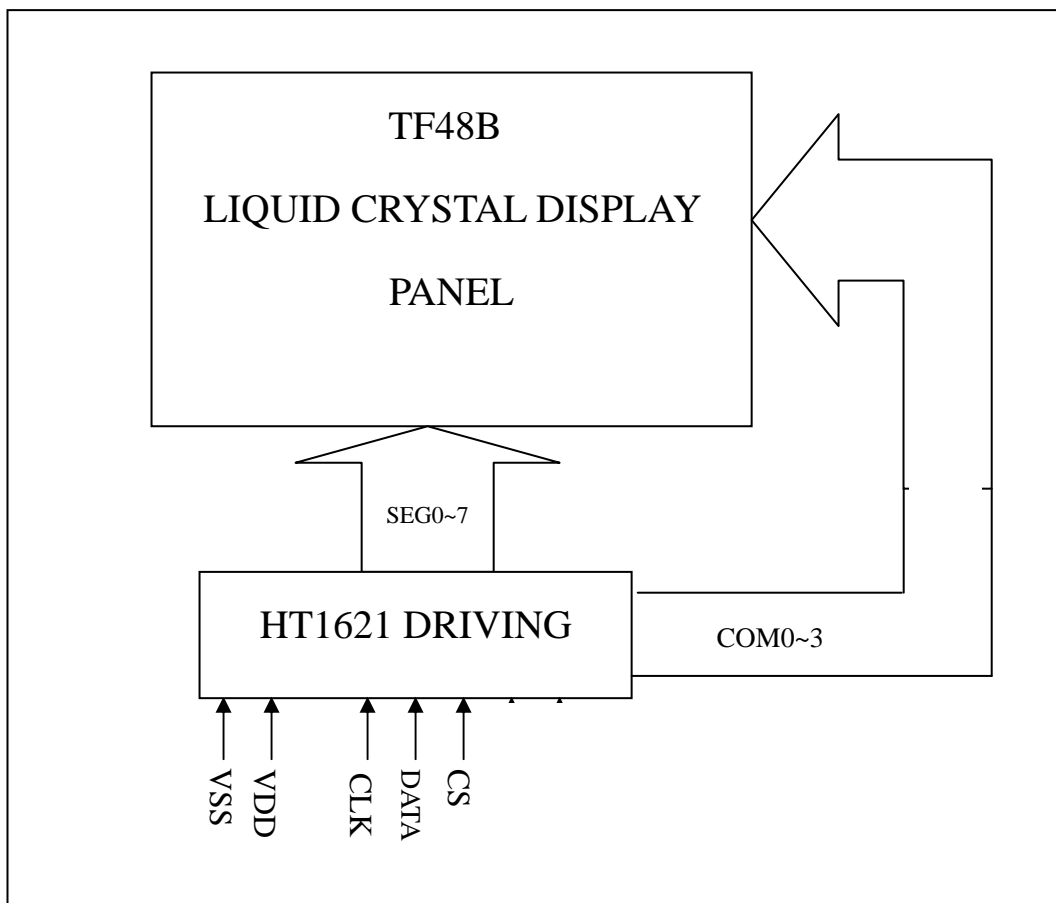 TF48B
LIQUID CRYSTAL DISPLAY
PANEL
SEG0~7
HT1621 DRIVING
COM0~3
VSS
VDD
CLK
DATA
CS